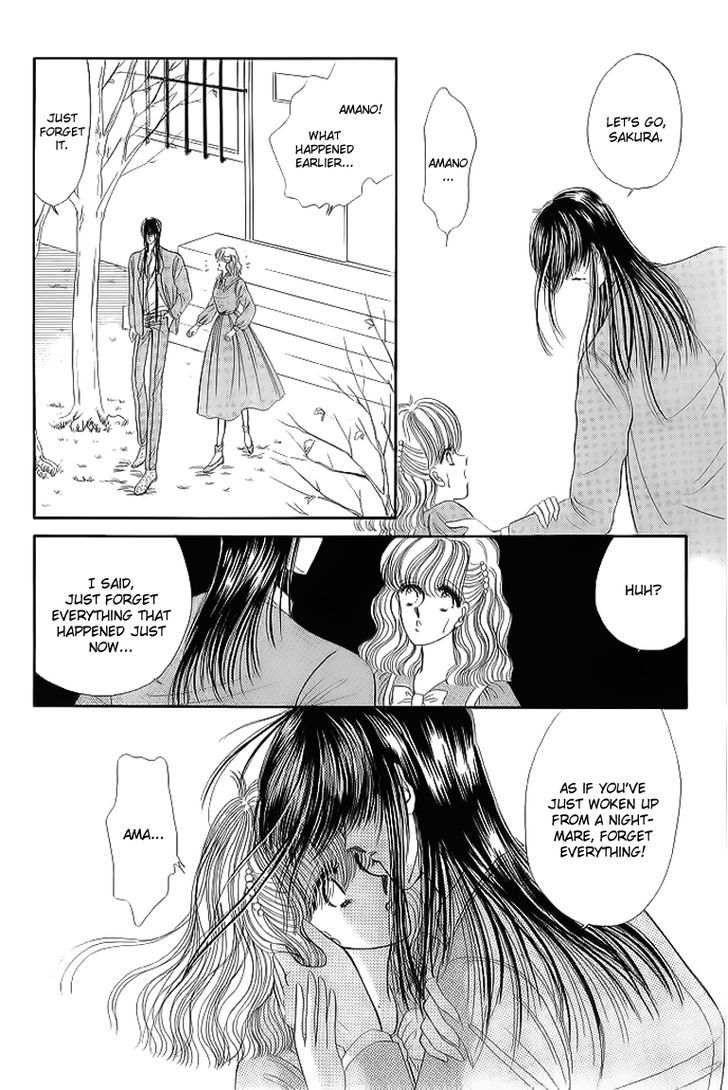 LET'S GO,
SAKURA.
AMANO
...
AMANO!
WHAT
HAPPENED
EARLIER...
JUST
FORGET
IT.
HUH?
I SAID,
JUST FORGET
EVERYTHING THAT
HAPPENED JUST
NOW...
AS IF YOU'VE
JUST WOKEN UP
FROM A NIGHT-
MARE, FORGET
EVERYTHING!
AMA...